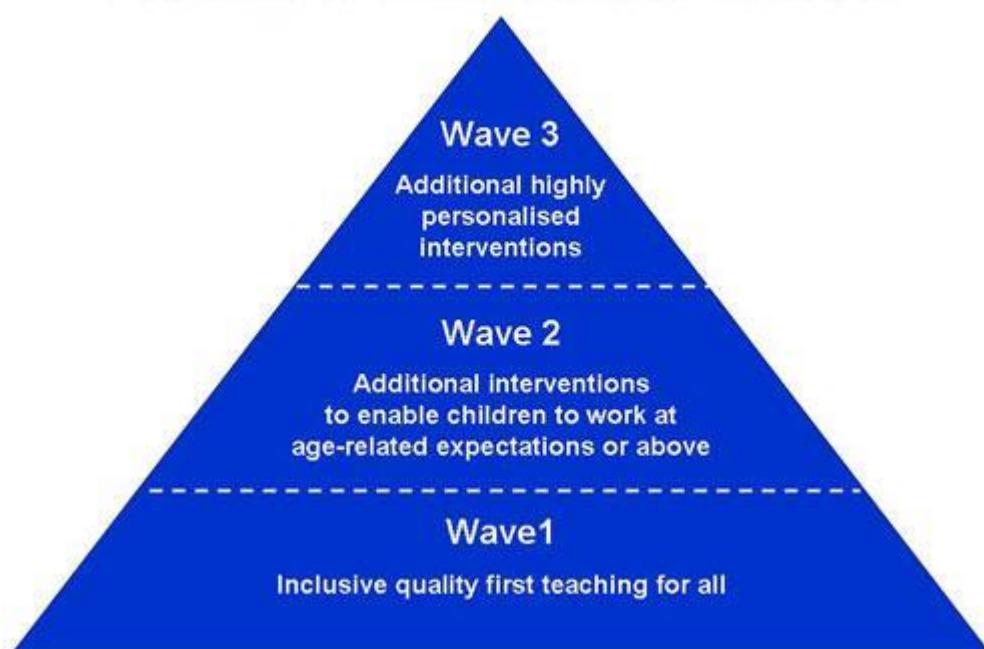 Wave 3
Additional highly
personalised
interventions
Wave 2
Additional interventions
to enable children to work at
age-related expectations or above
Wave1
Inclusive quality first teaching for all